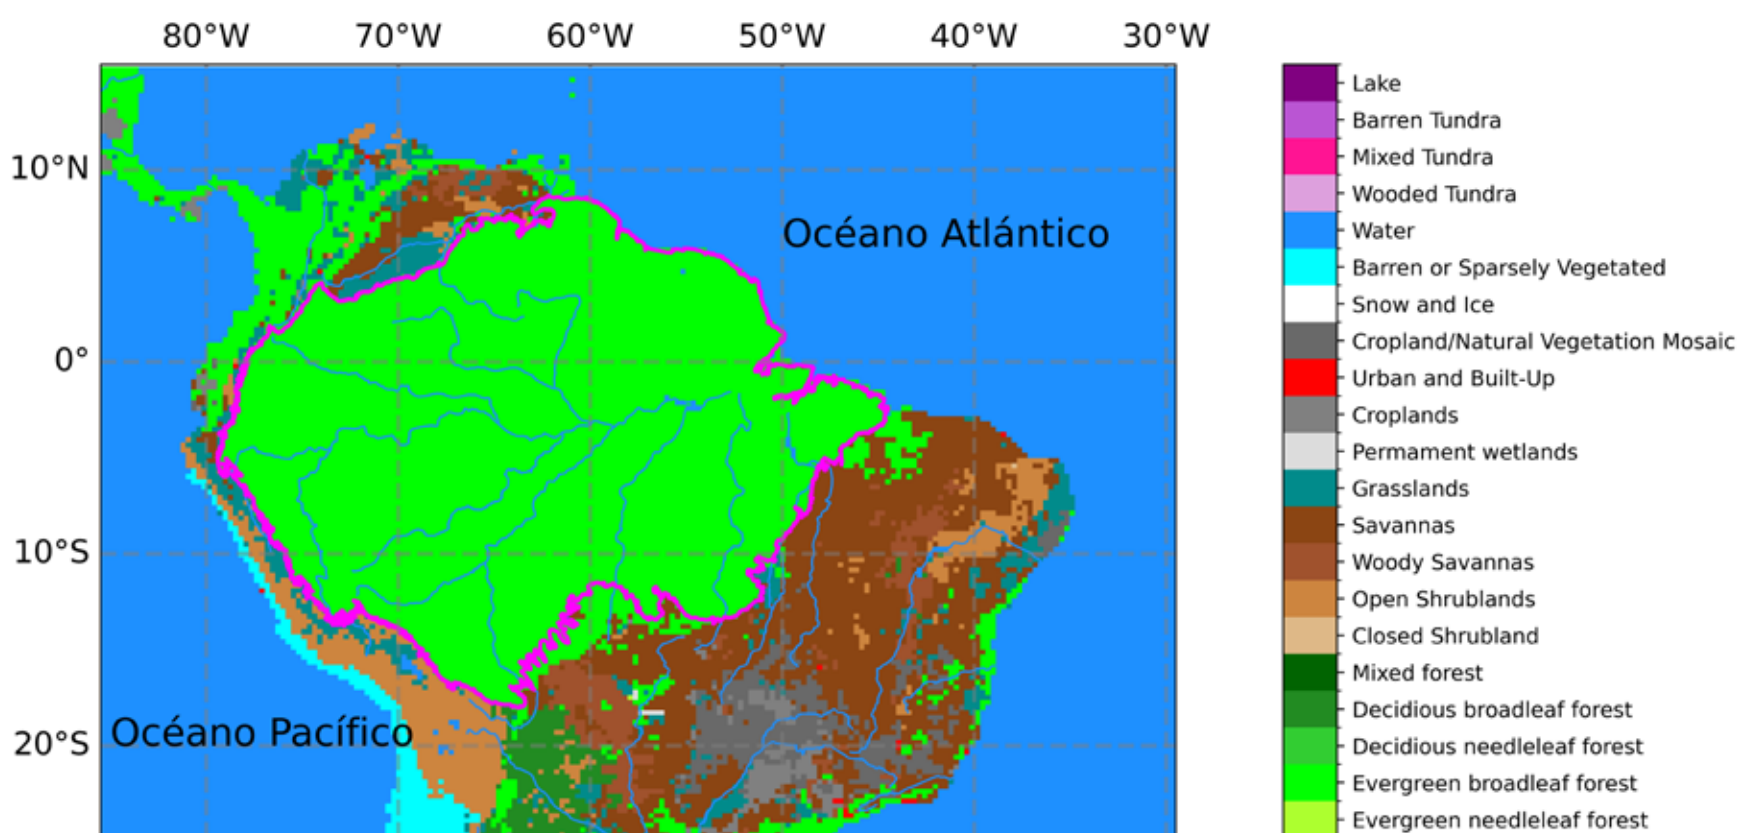 80°W 70°W 60°W 50°W 40°W 30°W
10°N
0°
10°S
20°S
Océano Atlántico
Océano Pacífico
Lake
Barren Tundra
Mixed Tundra
Wooded Tundra
Water
Barren or Sparsely Vegetated
Snow and Ice
Cropland/Natural Vegetation Mosaic
Urban and Built-Up
Croplands
Permament wetlands
Grasslands
Savannas
Woody Savannas
Open Shrublands
Closed Shrubland
Mixed forest
Decidious broadleaf forest
Decidious needleleaf forest
Evergreen broadleaf forest
Evergreen needleleaf forest